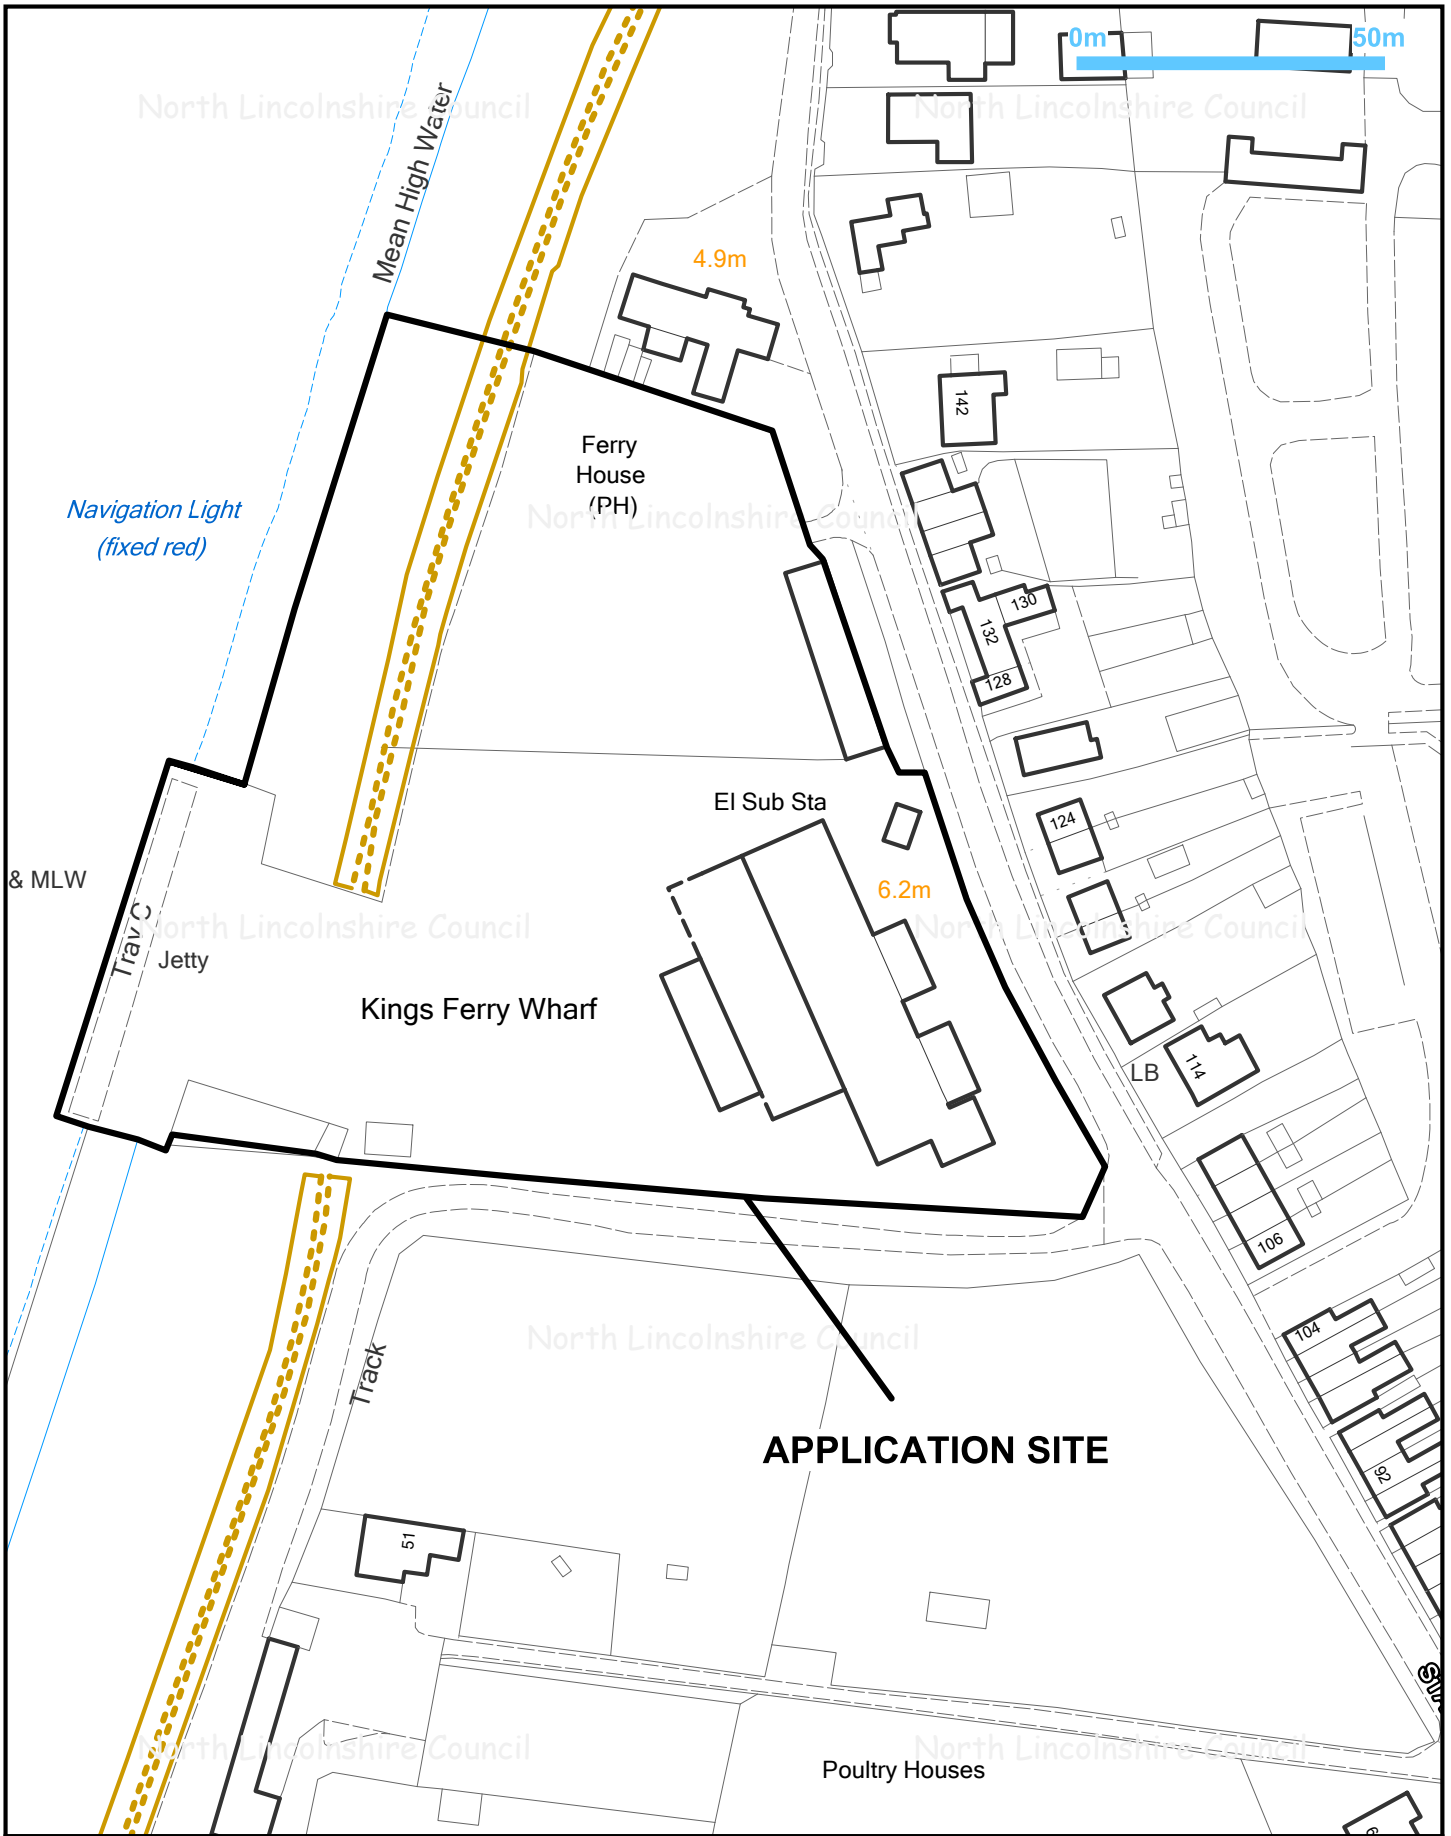 0m
50m
North Lincolnshire Council
North Lincolnshire Council
Mean High Water
4.9m
142
Ferry
House
(PH)
North Lincolnshire Council
Navigation Light
(fixed red)
130
132
128
El Sub Sta
124
6.2m
& MLW
North Lincolnshire Council
North Lincolnshire Council
Trav C
Jetty
Kings Ferry Wharf
LB
114
106
North Lincolnshire Council
104
Track
APPLICATION SITE
92
51
North Lincolnshire Council
North Lincolnshire Council
Poultry Houses